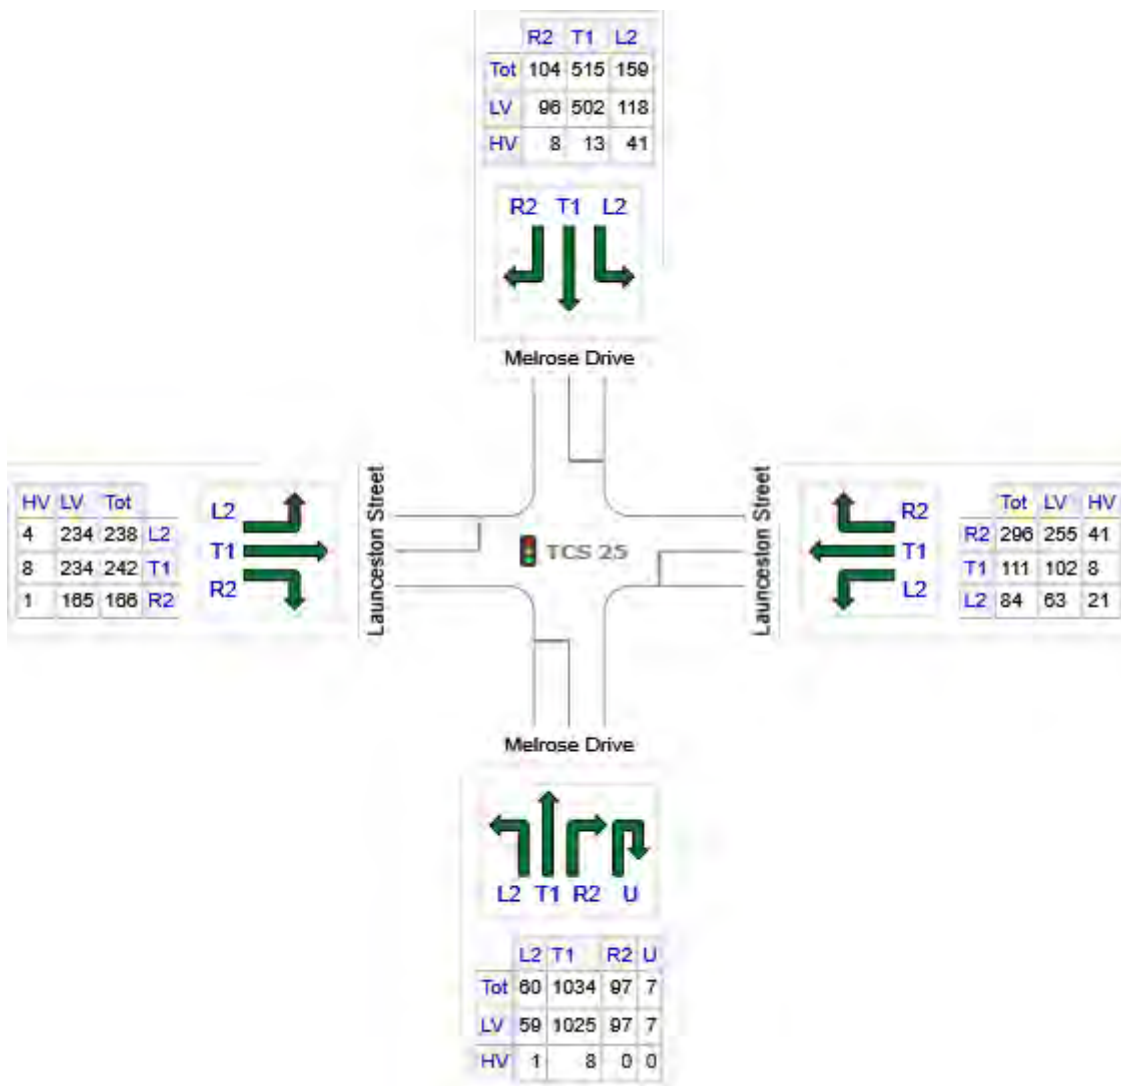 R2 T1 L2
Tot 104 515 159
LV 96 502 118
HV 8 13 41
R2 T1 L2
Melrose Drive
HV LV Tot
4 234 238 L2
8 234 242 T1
1 165 166 R2
L2
T1
R2
Launceston Street
TCS 25
Launceston Street
R2
T1
L2
Tot LV HV
R2 296 255 41
T1 111 102 8
L2 84 63 21
Melrose Drive
L2 T1 R2 U
L2 T1 R2 U
Tot 60 1034 97 7
LV 59 1025 97 7
HV 1 8 0 0